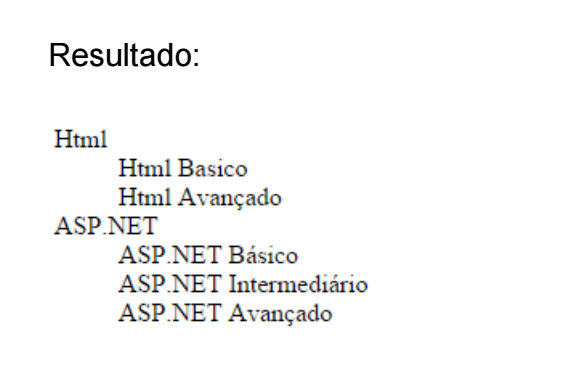 Resultado:
Html
Html Basico
Html Avançado
ASP.NET
ASP.NET Básico
ASP.NET Intermediário
ASP.NET Avançado